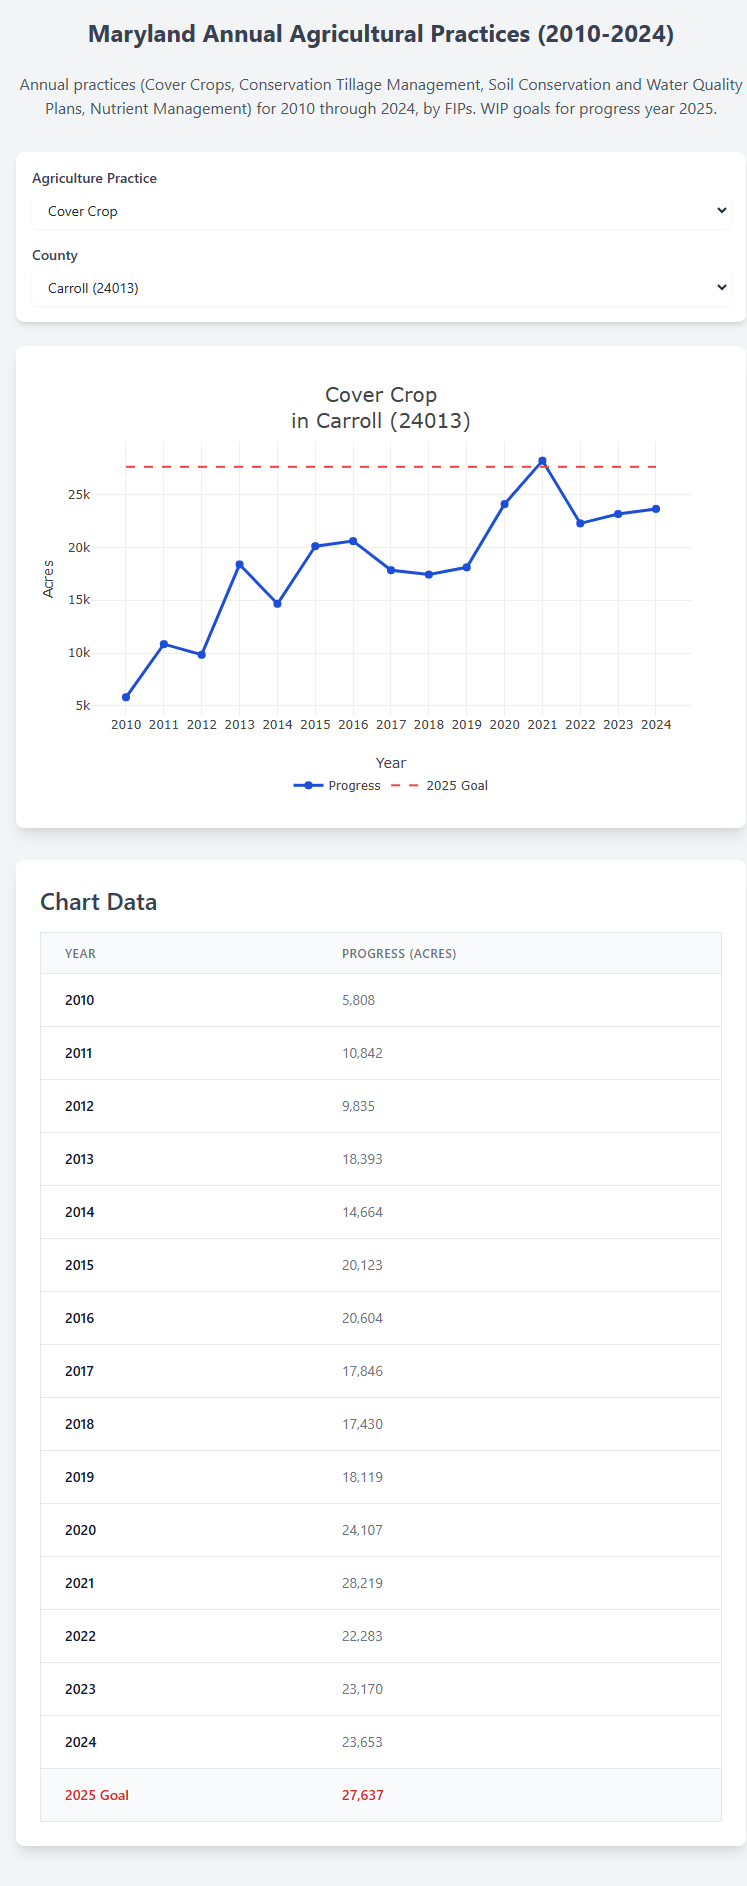 Maryland Annual Agricultural Practices (2010-2024)
Annual practices (Cover Crops, Conservation Tillage Management, Soil Conservation and Water Quality
Plans, Nutrient Management) for 2010 through 2024, by FIPs. WIP goals for progress year 2025.
Agriculture Practice
Cover Crop
County
Carroll (24013)
Cover Crop
in Carroll (24013)
25k
20k
15k
10k
5k
Acres
2010 2011 2012 2013 2014 2015 2016 2017 2018 2019 2020 2021 2022 2023 2024
Year
Progress 2025 Goal
Chart Data
YEAR PROGRESS (ACRES)
2010 5,808
2011 10,842
2012 9,835
2013 18,393
2014 14,664
2015 20,123
2016 20,604
2017 17,846
2018 17,430
2019 18,119
2020 24,107
2021 28,219
2022 22,283
2023 23,170
2024 23,653
2025 Goal 27,637